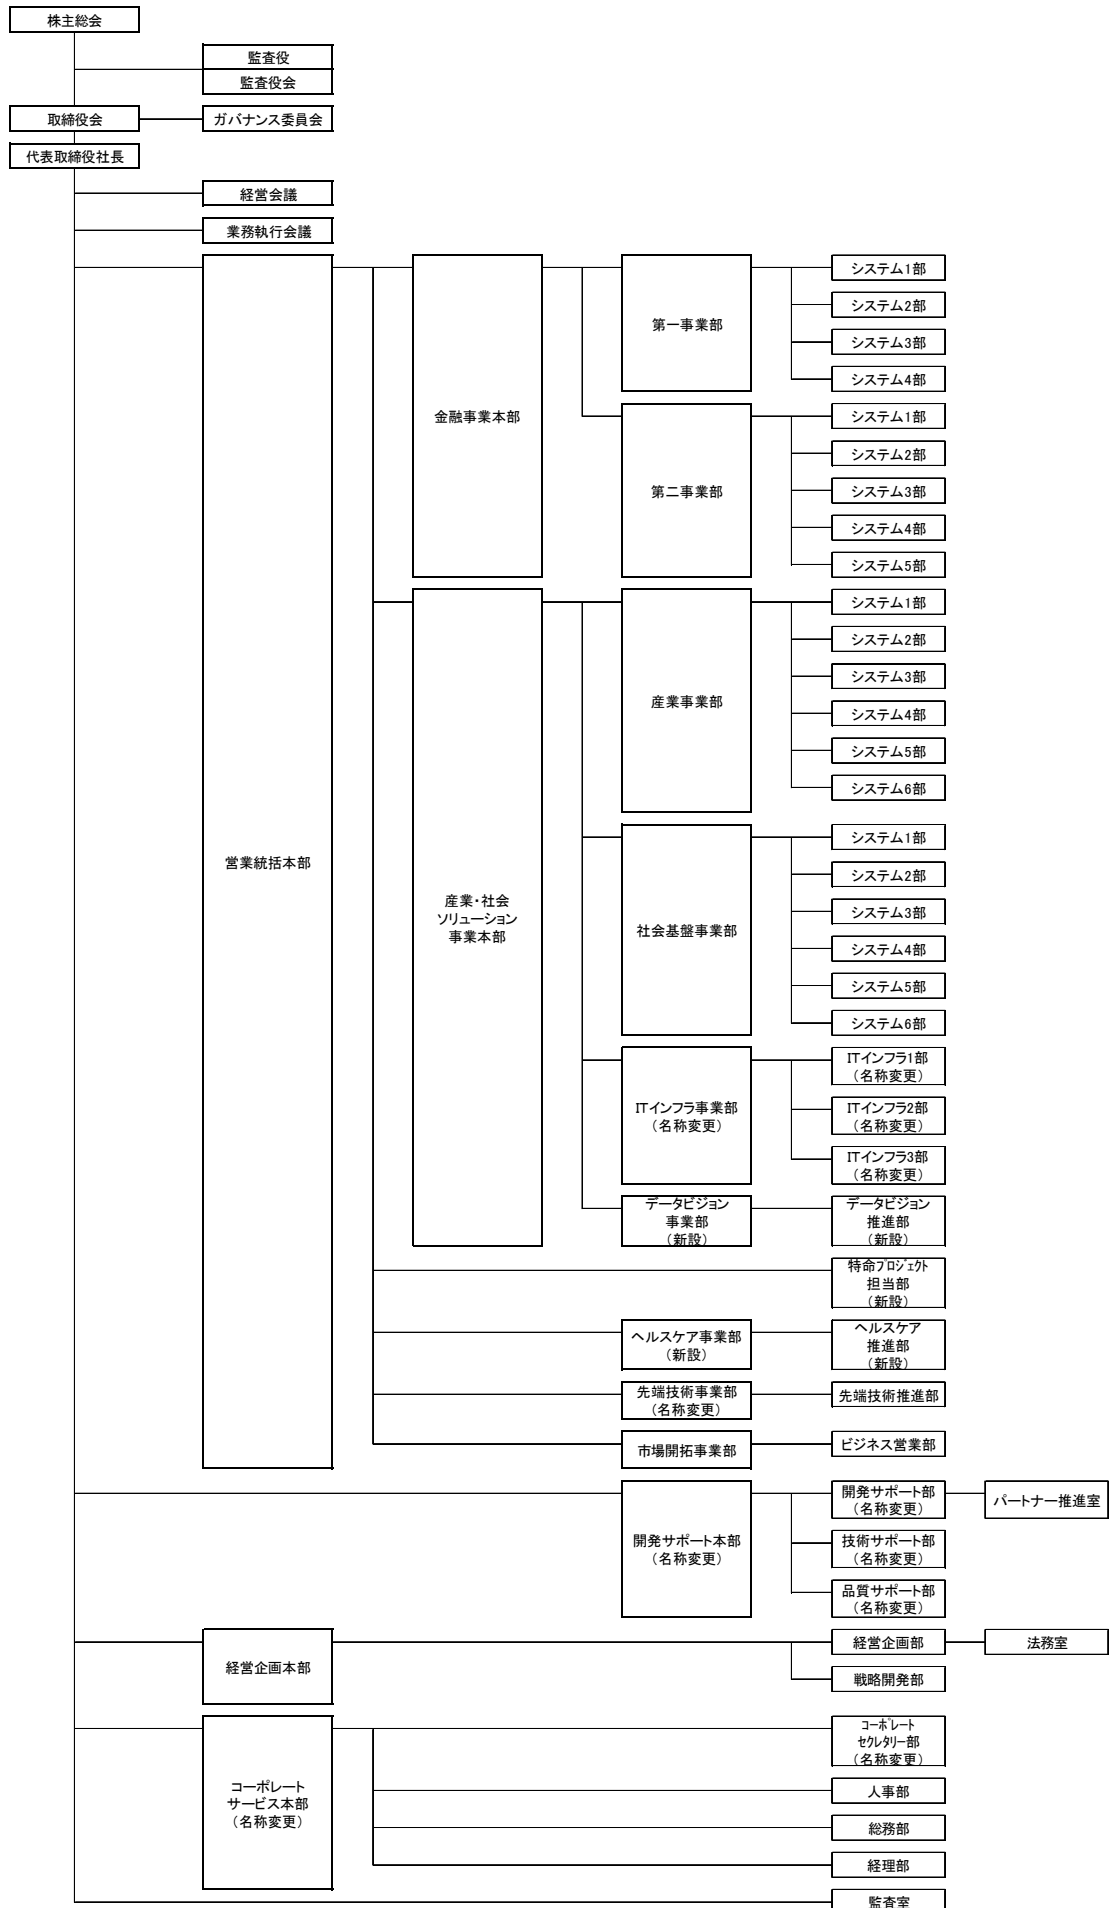 株主総会
監査役
監査役会
取締役会
ガバナンス委員会
代表取締役社長
経営会議
業務執行会議
営業統括本部
金融事業本部
第一事業部
システム1部
システム2部
システム3部
システム4部
第二事業部
システム1部
システム2部
システム3部
システム4部
システム5部
産業・社会
ソリューション
事業本部
産業事業部
システム1部
システム2部
システム3部
システム4部
システム5部
システム6部
社会基盤事業部
システム1部
システム2部
システム3部
システム4部
システム5部
システム6部
ITインフラ事業部
(名称変更)
ITインフラ1部
(名称変更)
ITインフラ2部
(名称変更)
ITインフラ3部
(名称変更)
データビジョン
事業部
(新設)
データビジョン
推進部
(新設)
特命プロジェクト
担当部
(新設)
ヘルスケア事業部
(新設)
ヘルスケア
推進部
(新設)
先端技術事業部
(名称変更)
先端技術推進部
市場開拓事業部
ビジネス営業部
開発サポート本部
(名称変更)
開発サポート部
(名称変更)
パートナー推進室
技術サポート部
(名称変更)
品質サポート部
(名称変更)
経営企画本部
経営企画部
法務室
戦略開発部
コーポレート
サービス本部
(名称変更)
コーポレート
セクレタリー部
(名称変更)
人事部
総務部
経理部
監査室